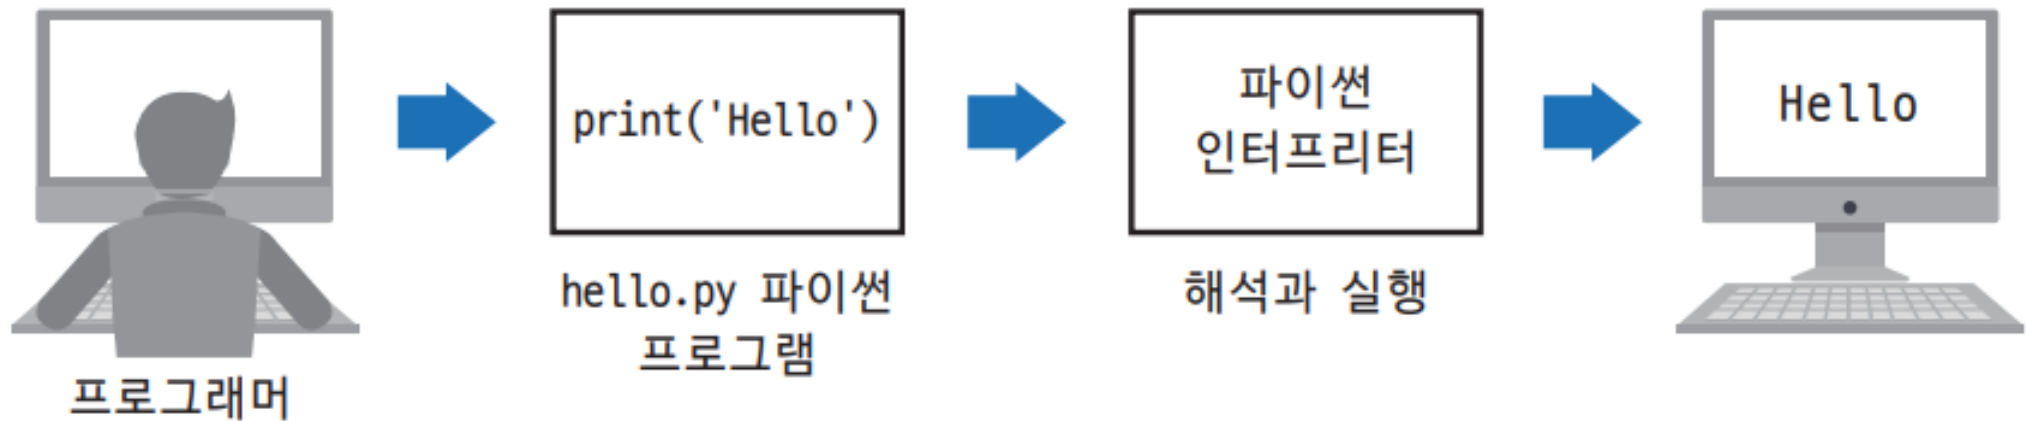 프로그래머
print('Hello')
hello.py 파이썬
프로그램
파이썬
인터프리터
해석과 실행
Hello